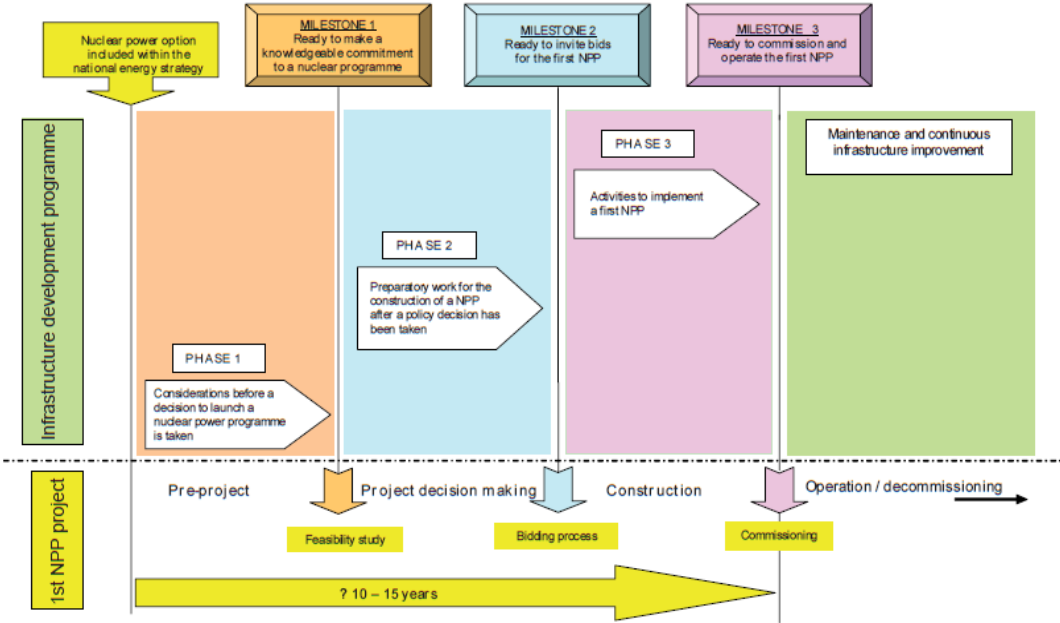 Nuclear power option
included within the
national energy strategy
MILESTONE 1
Ready to make a
knowledgeable commitment
to a nuclear programme
MILESTONE 2
Ready to invite bids
for the first NPP
MILESTONE 3
Ready to commission and
operate the first NPP
Infrastructure development programme
PHASE 1
Considerations before a
decision to launch a
nuclear power programme
is taken
PHASE 2
Preparatory work for the
construction of a NPP
after a policy decision has
been taken
PHASE 3
Activities to implement
a first NPP
Maintenance and continuous
infrastructure improvement
1st NPP project
Pre-project
Project decision making
Construction
Operation / decommissioning
Feasibility study
Bidding process
Commissioning
? 10 – 15 years